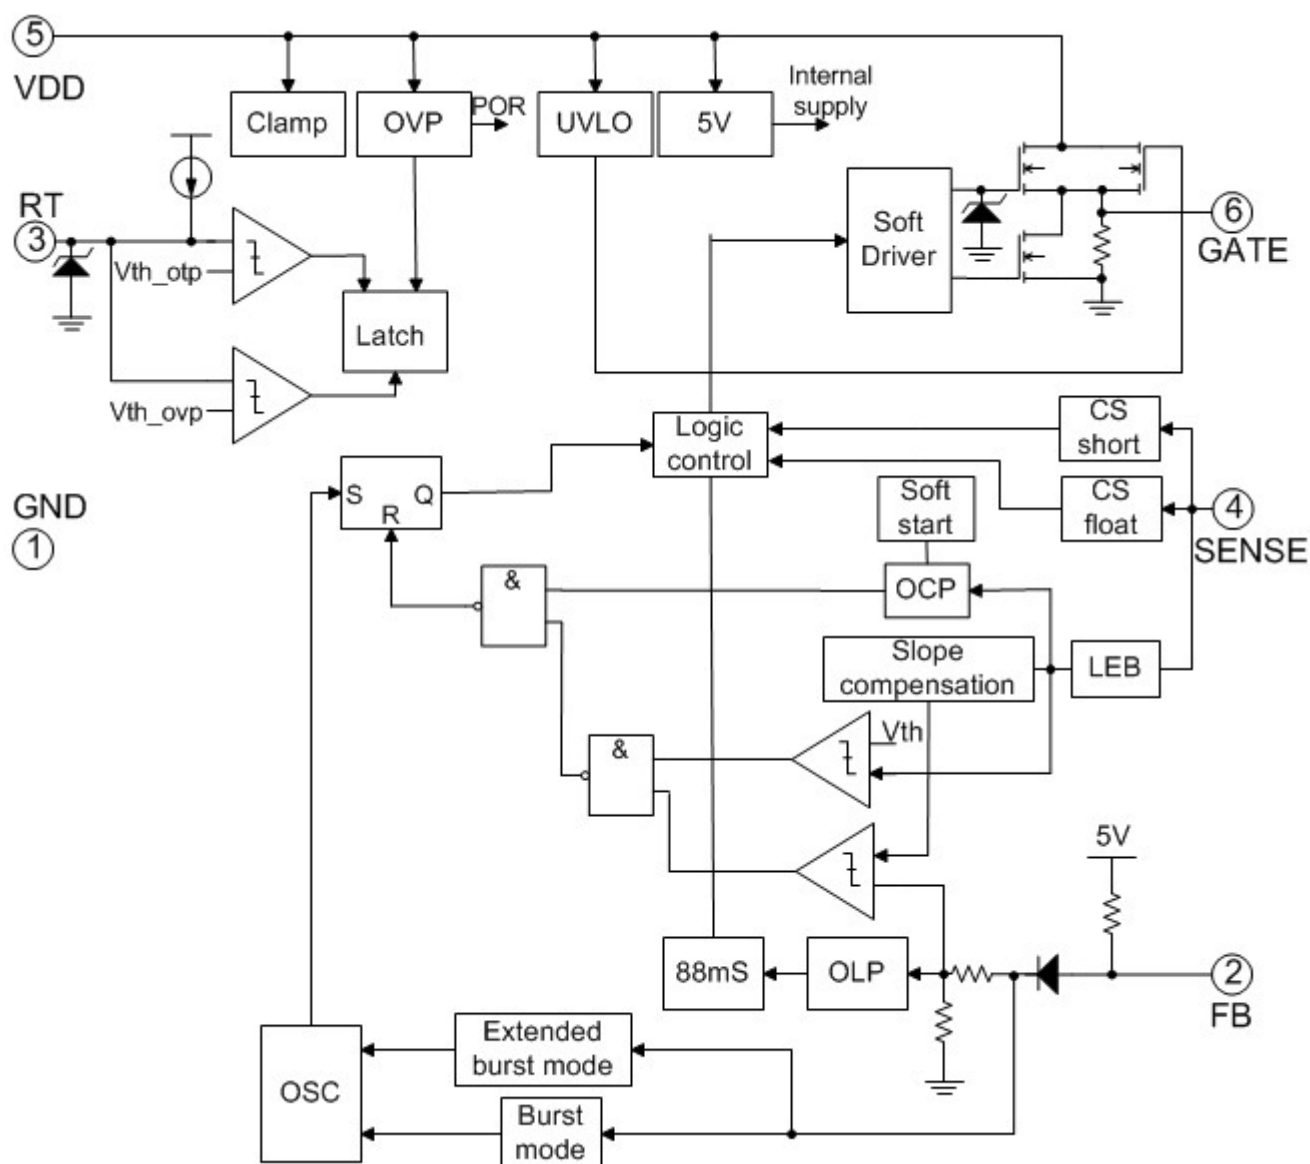 5
VDD
Clamp
OVP
POR
UVLO
5V
Internal
supply
RT
3
Vth_otp
Soft
Driver
6
GATE
Latch
Vth_ovp
Logic
control
CS
short
S
Q
R
Soft
start
CS
float
4
SENSE
GND
1
&
OCP
Slope
compensation
LEB
&
Vth
5V
88mS
OLP
2
FB
Extended
burst mode
OSC
Burst
mode